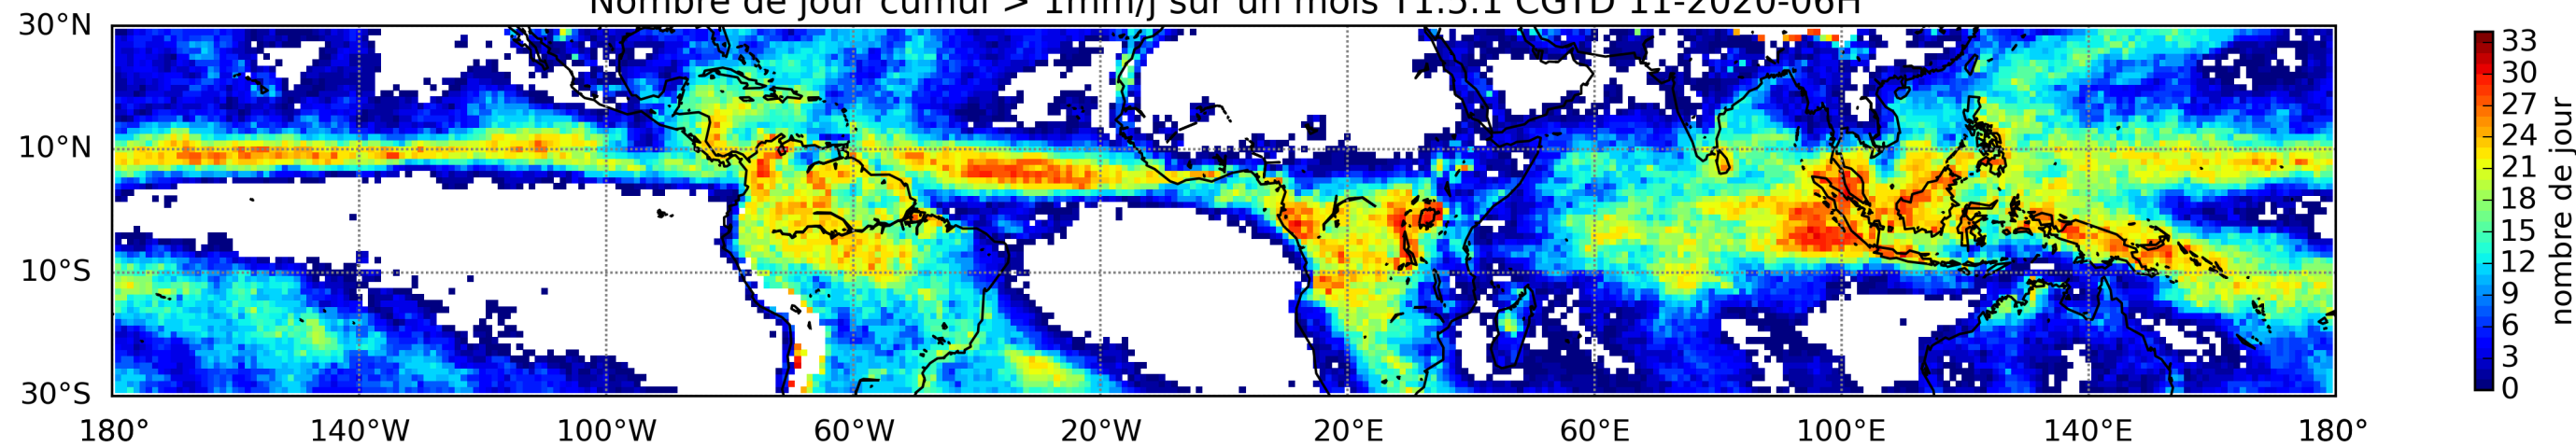 Nombre de jour cumul > 1mm/j sur un mois T1.5.1 CGTD 11-2020-06H
30°N
10°N
10°S
30°S
180° 140°W 100°W 60°W 20°W 20°E 60°E 100°E 140°E 180°
33
30
27
24
21
18
15
12
9
6
3
0
nombre de jour